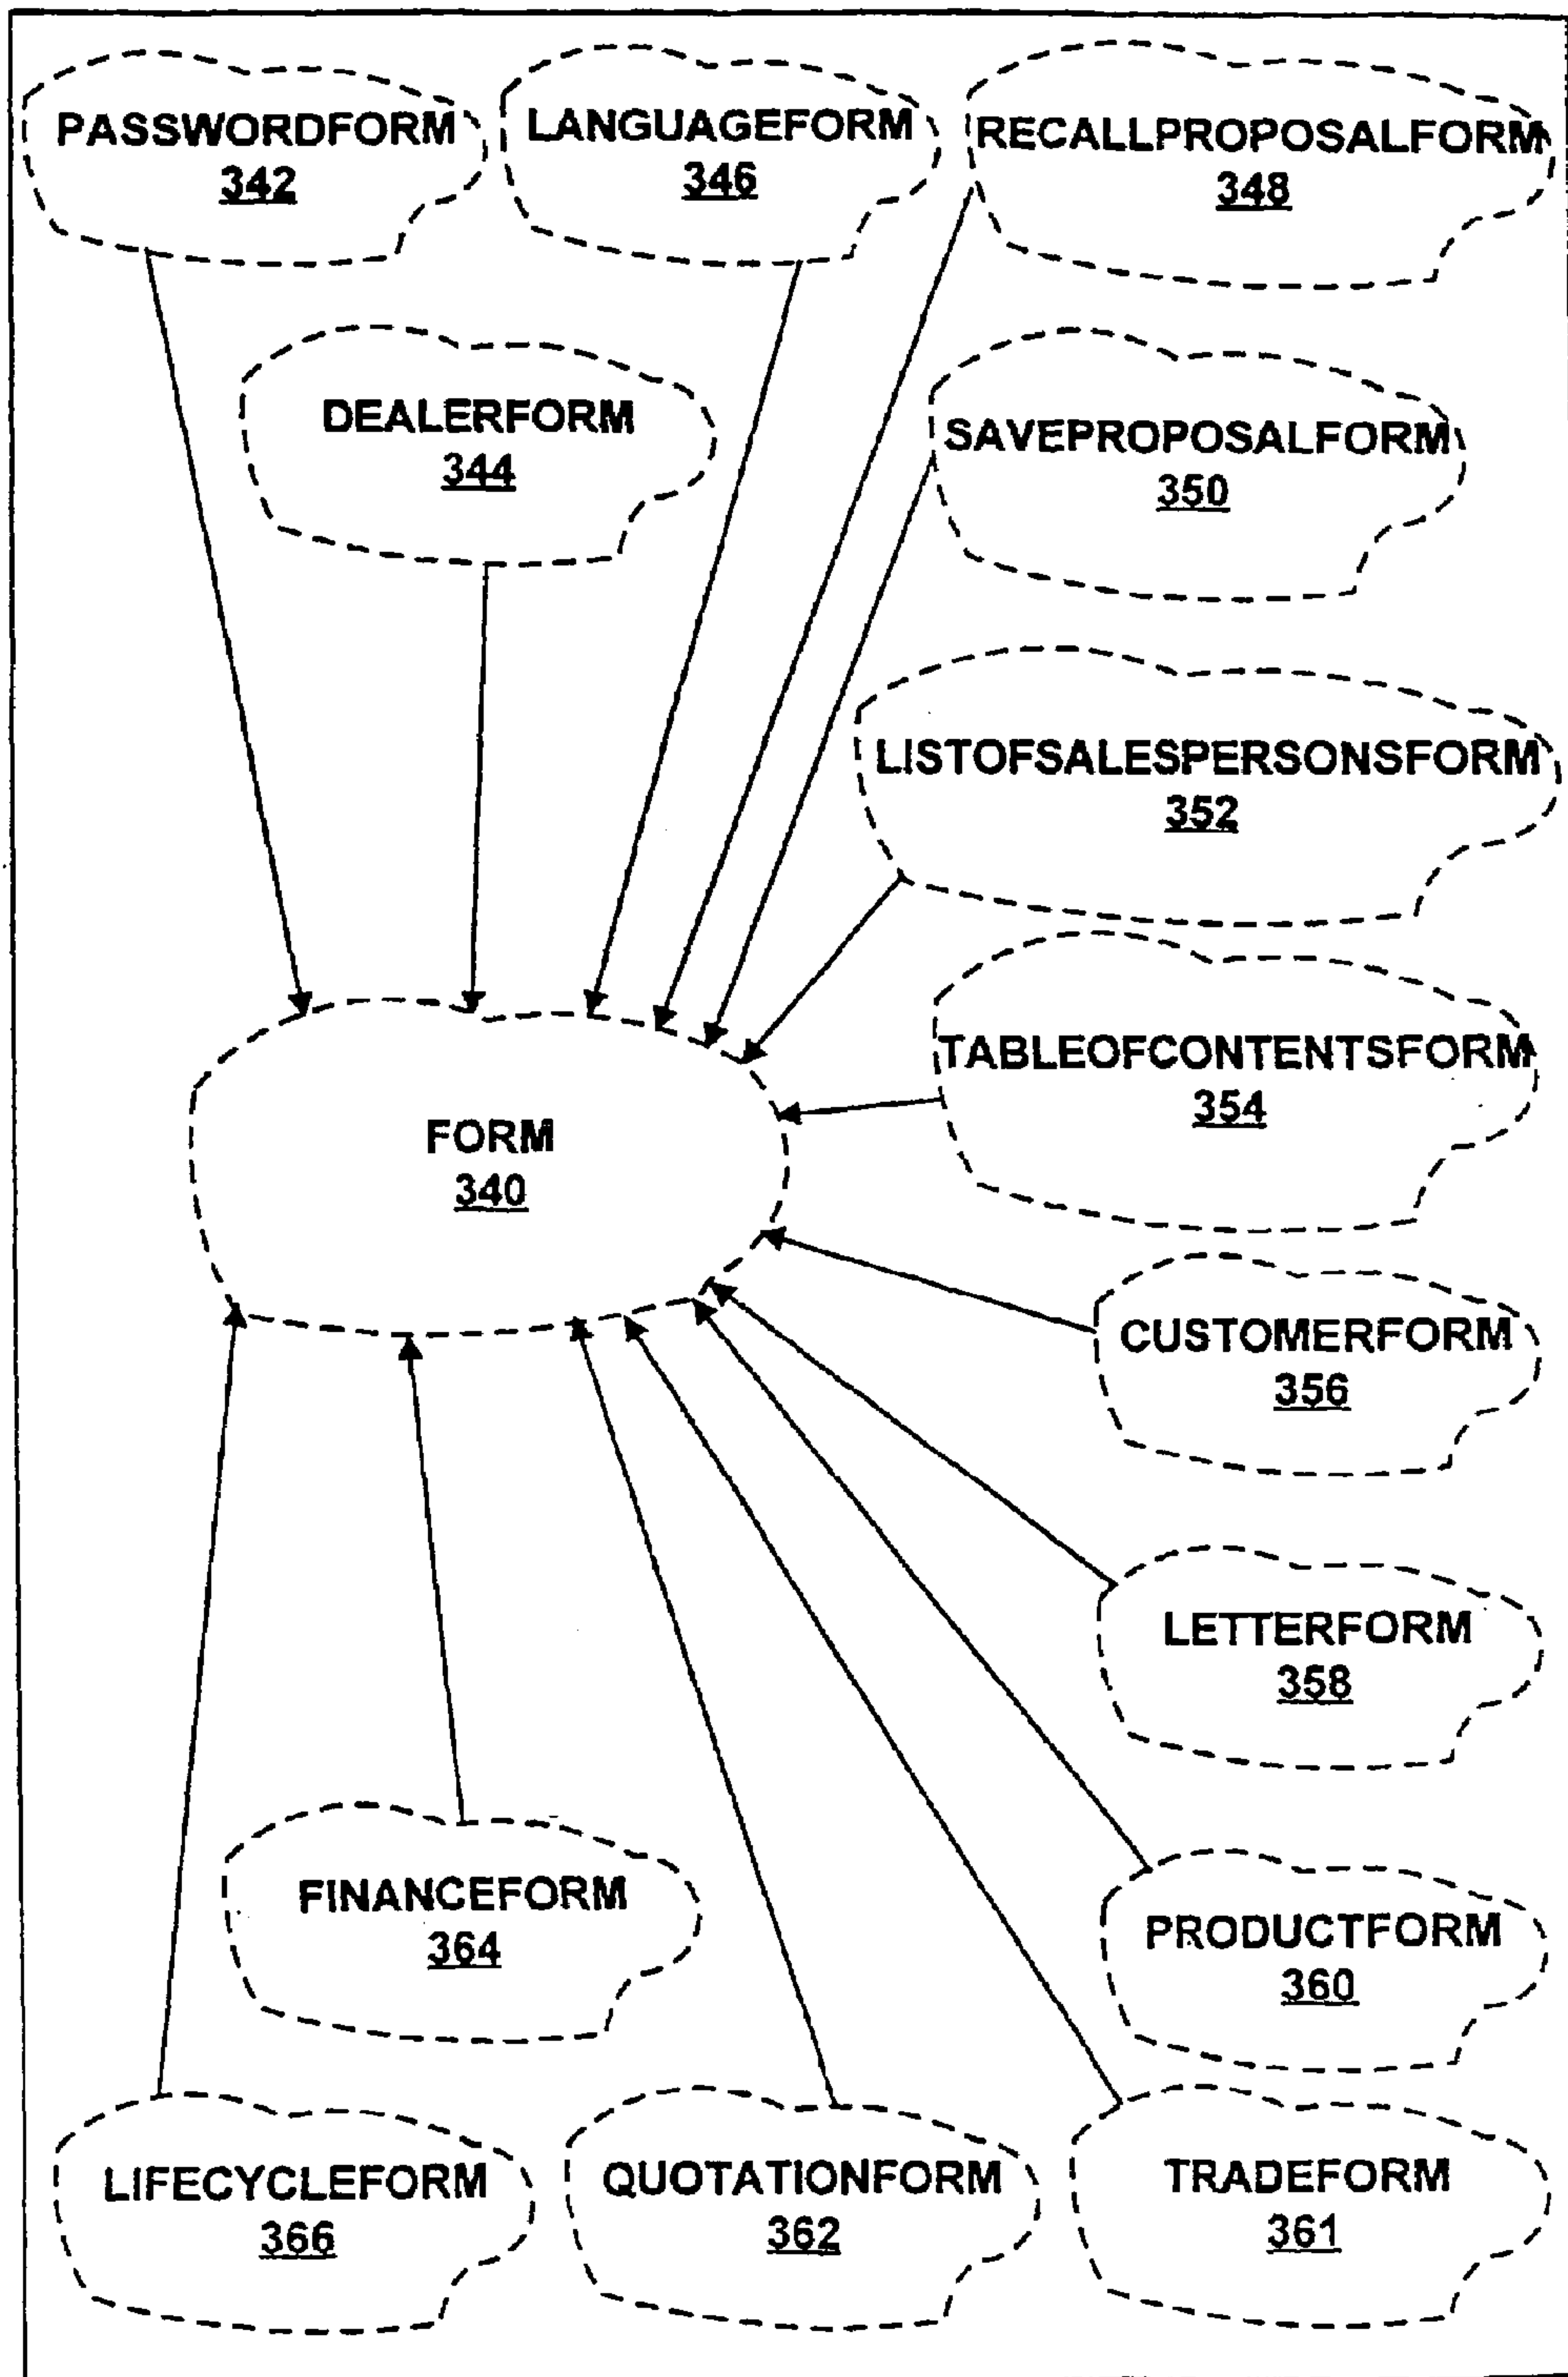 PASSWORDFORM
342
LANGUAGEFORM
346
RECALLPROPOSALFORM
348
DEALERFORM
344
SAVEPROPOSALFORM
350
LISTOFSALESPERSONSFORM
352
TABLEOFCONTENTSFORM
354
FORM
340
CUSTOMERFORM
356
LETTERFORM
358
FINANCEFORM
364
PRODUCTFORM
360
LIFECYCLEFORM
366
QUOTATIONFORM
362
TRADEFORM
361